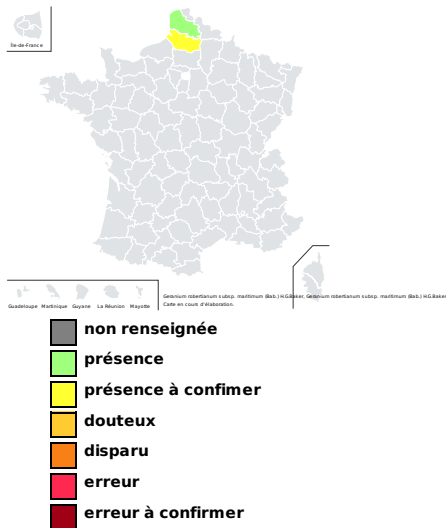 Île-de-France
Guadeloupe Martinique Guyane La Réunion Mayotte
Geranium robertianum subsp. maritimum (Bab.) H.G.Baker, Geranium robertianum subsp. maritimum (Bab.) H.G.Baker
Carte en cours d'élaboration.
non renseignée
présence
présence à confimer
douteux
disparu
erreur
erreur à confirmer